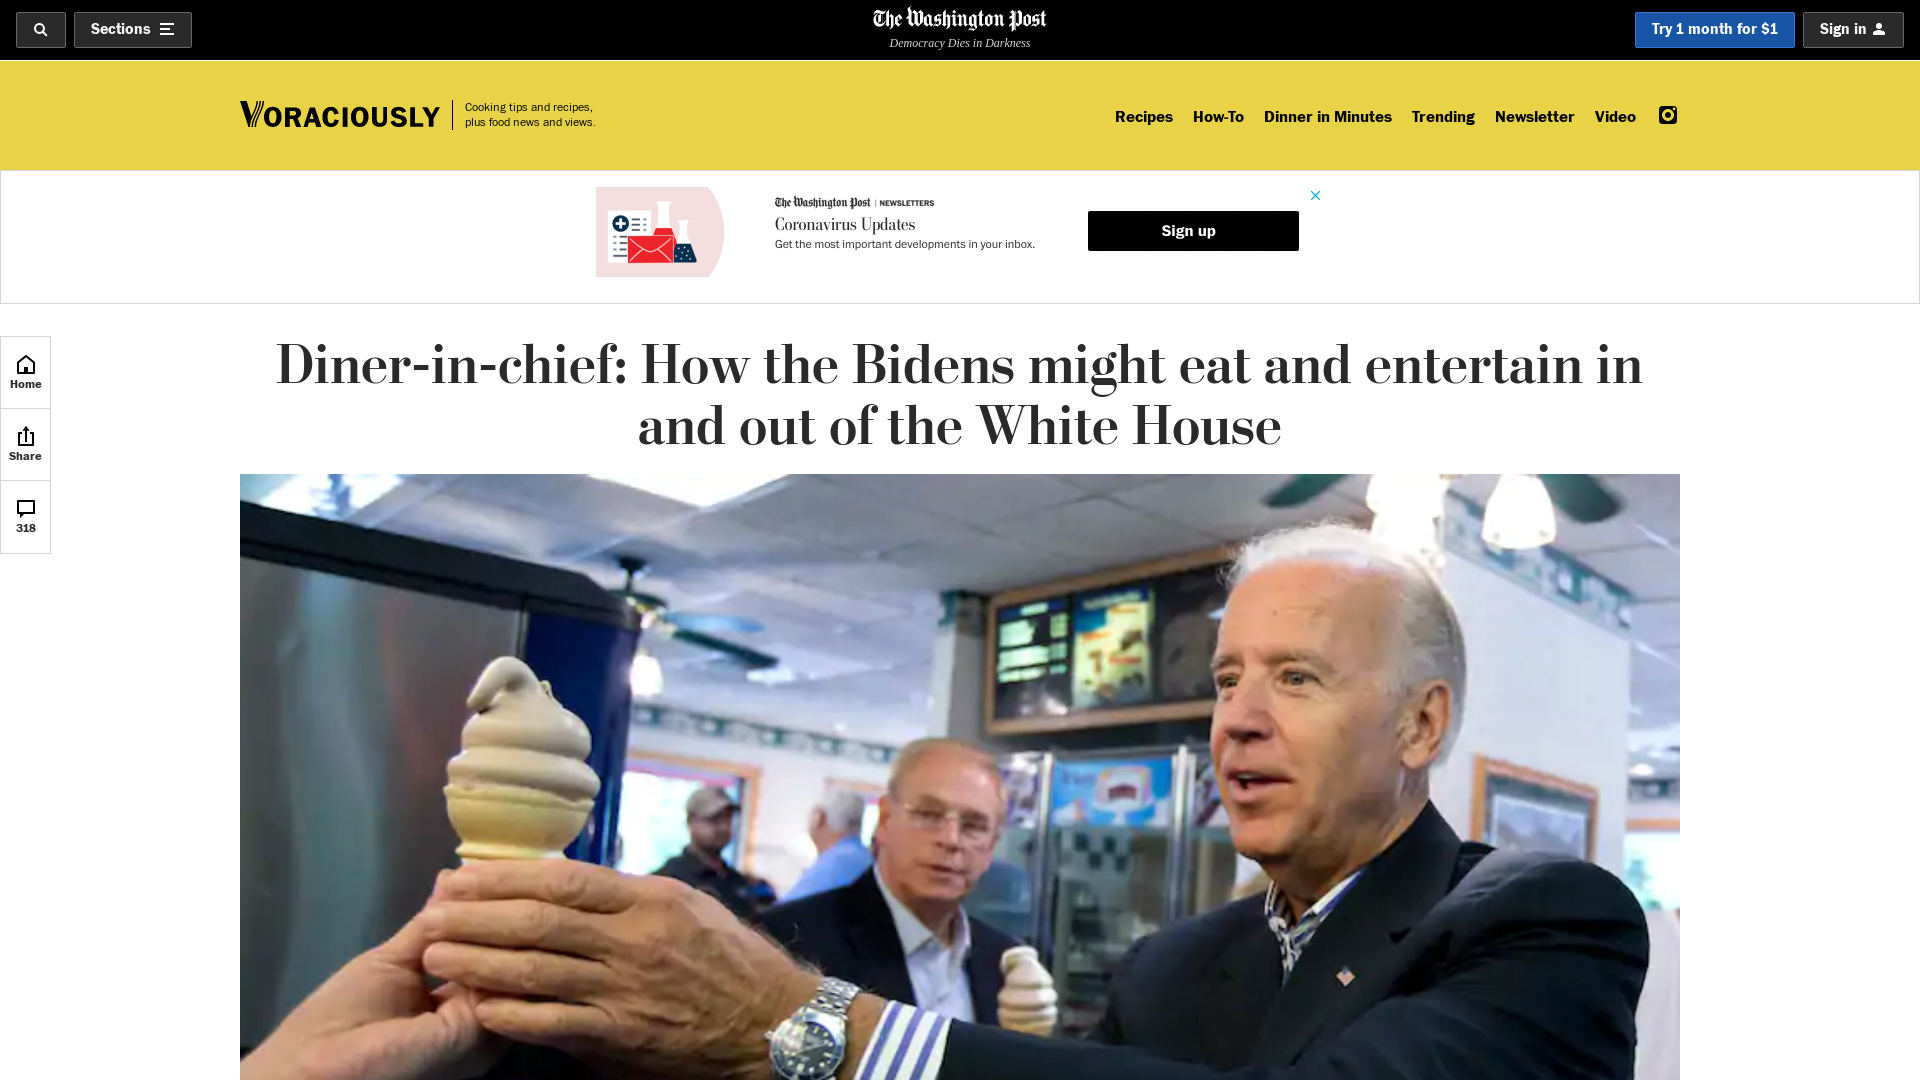 Sections
The Washington Post
Democracy Dies in Darkness
Try 1 month for $1
Sign in
VORACIOUSLY
Cooking tips and recipes,
plus food news and views.
Recipes
How-To
Dinner in Minutes
Trending
Newsletter
Video
The Washington Post | NEWSLETTERS
Coronavirus Updates
Get the most important developments in your inbox.
Sign up
Home
Share
318
Diner-in-chief: How the Bidens might eat and entertain in
and out of the White House